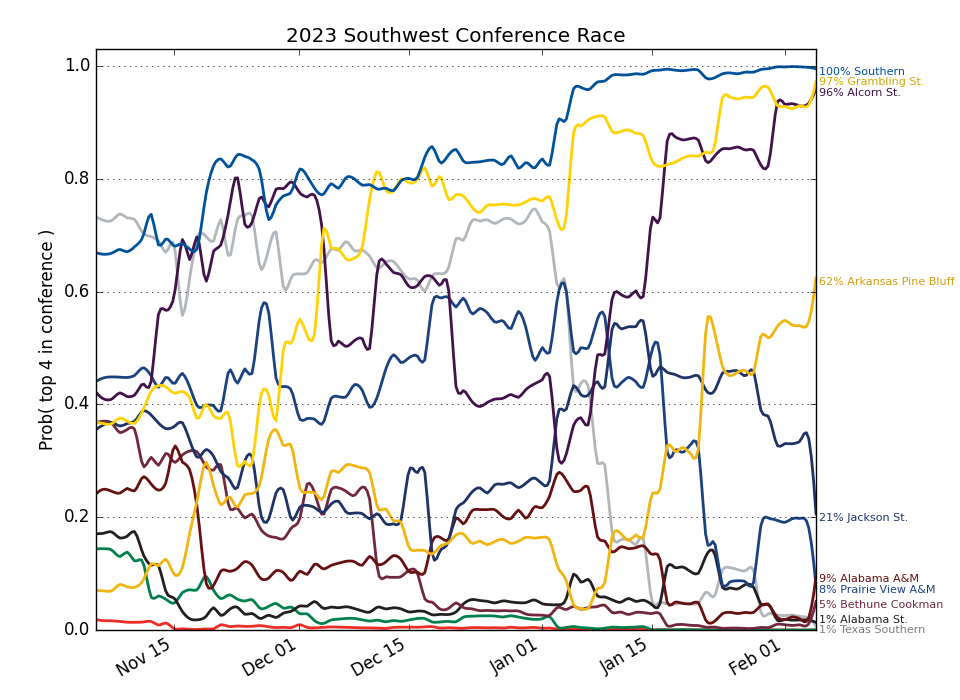 2023 Southwest Conference Race
Prob( top 4 in conference )
1.0
0.8
0.6
0.4
0.2
0.0
Nov 15
Dec 01
Dec 15
Jan 01
Jan 15
Feb 01
100% Southern
97% Grambling St.
96% Alcorn St.
62% Arkansas Pine Bluff
21% Jackson St.
9% Alabama A&M
8% Prairie View A&M
5% Bethune Cookman
1% Alabama St.
1% Texas Southern